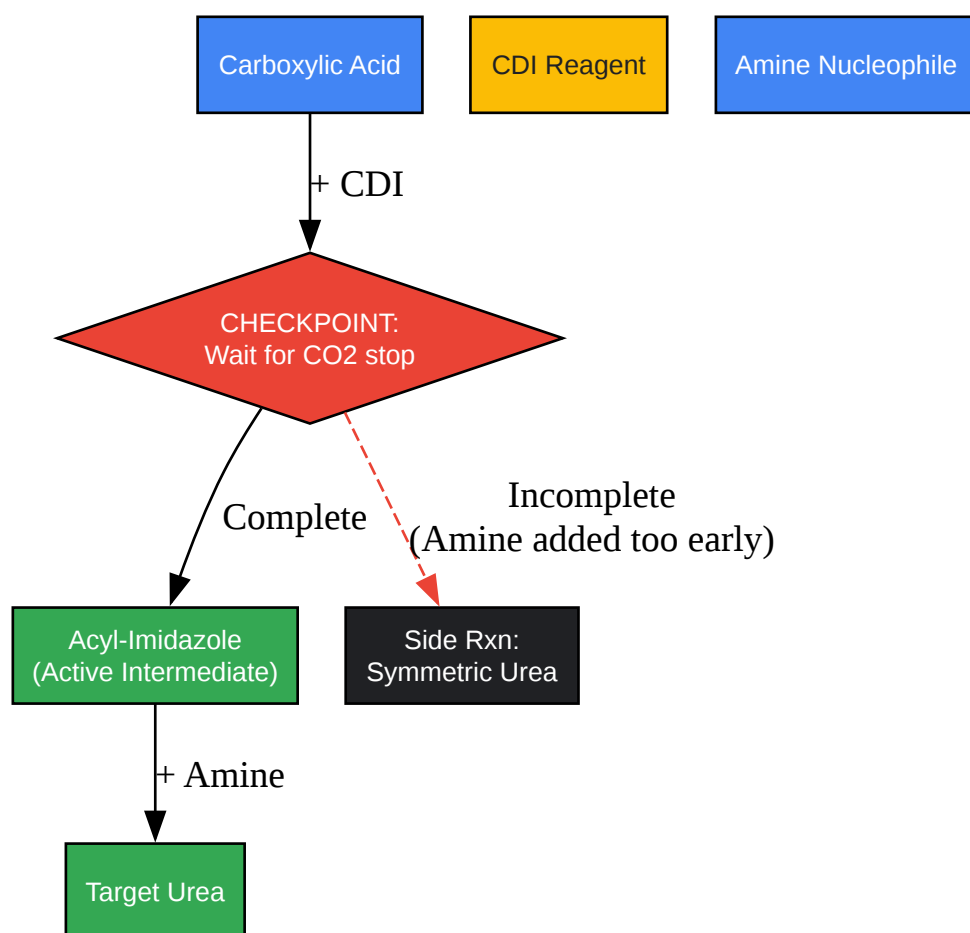 Carboxylic Acid
CDI Reagent
Amine Nucleophile
+ CDI
CHECKPOINT:
Wait for CO2 stop
Complete
Incomplete
(Amine added too early)
Acyl-Imidazole
(Active Intermediate)
Side Rxn:
Symmetric Urea
+ Amine
Target Urea